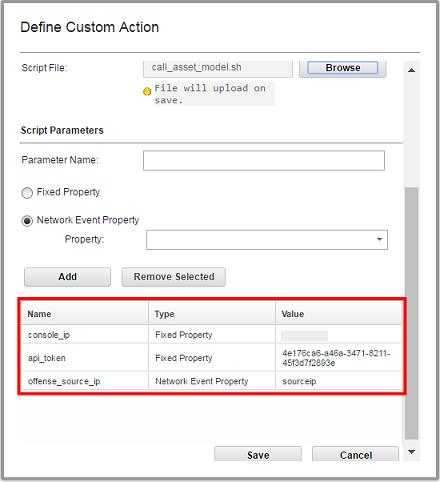 Define Custom Action
Script File:
call_asset_model.sh
Browse
File will upload on
save.
Script Parameters
Parameter Name:
Fixed Property
Network Event Property
Property:
Add
Remove Selected
Name Type Value
console_ip Fixed Property
api_token Fixed Property 4e176ca6-a46a-3471-8211-
45f3d7f2893e
offense_source_ip Network Event Property sourceip
Save
Cancel